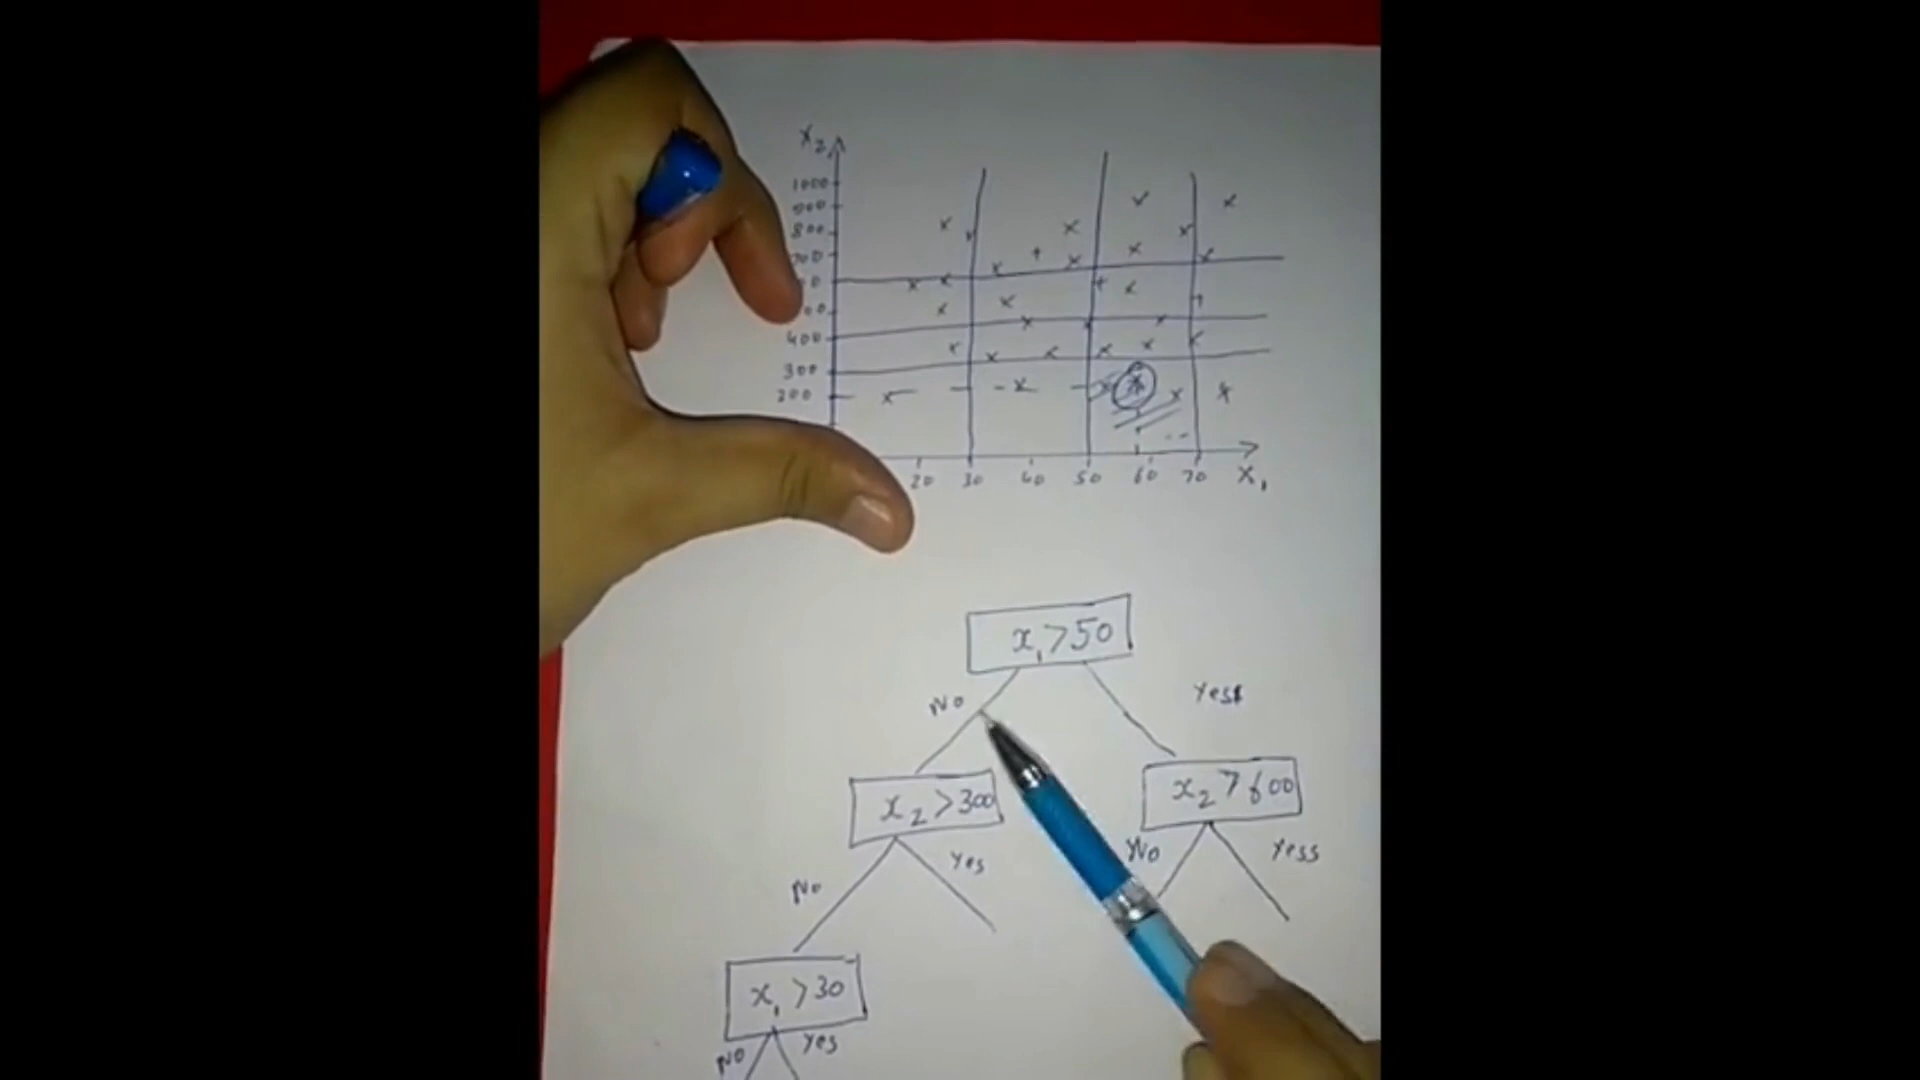 x₂
1000
900
800
700
400
300
200
20 30 40 50 60 70 x₁
x₁ > 50
No Yes
x₂ > 300 x₂ > 600
No Yes No Yess
x₁ > 30
No Yes